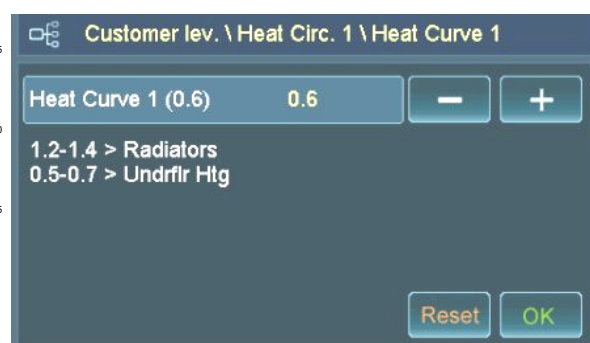 Customer lev. \ Heat Circ. 1 \ Heat Curve 1
Heat Curve 1 (0.6) 0.6 − +
1.2-1.4 > Radiators
0.5-0.7 > Undrflr Htg
Reset OK